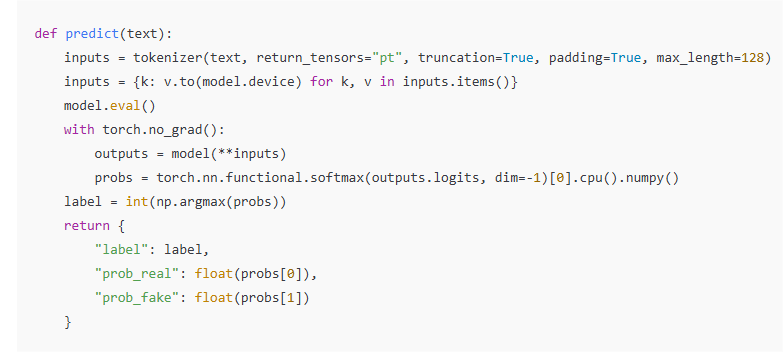 def predict(text):
    inputs = tokenizer(text, return_tensors="pt", truncation=True, padding=True, max_length=128)
    inputs = {k: v.to(model.device) for k, v in inputs.items()}
    model.eval()
    with torch.no_grad():
        outputs = model(**inputs)
        probs = torch.nn.functional.softmax(outputs.logits, dim=-1)[0].cpu().numpy()
    label = int(np.argmax(probs))
    return {
        "label": label,
        "prob_real": float(probs[0]),
        "prob_fake": float(probs[1])
    }